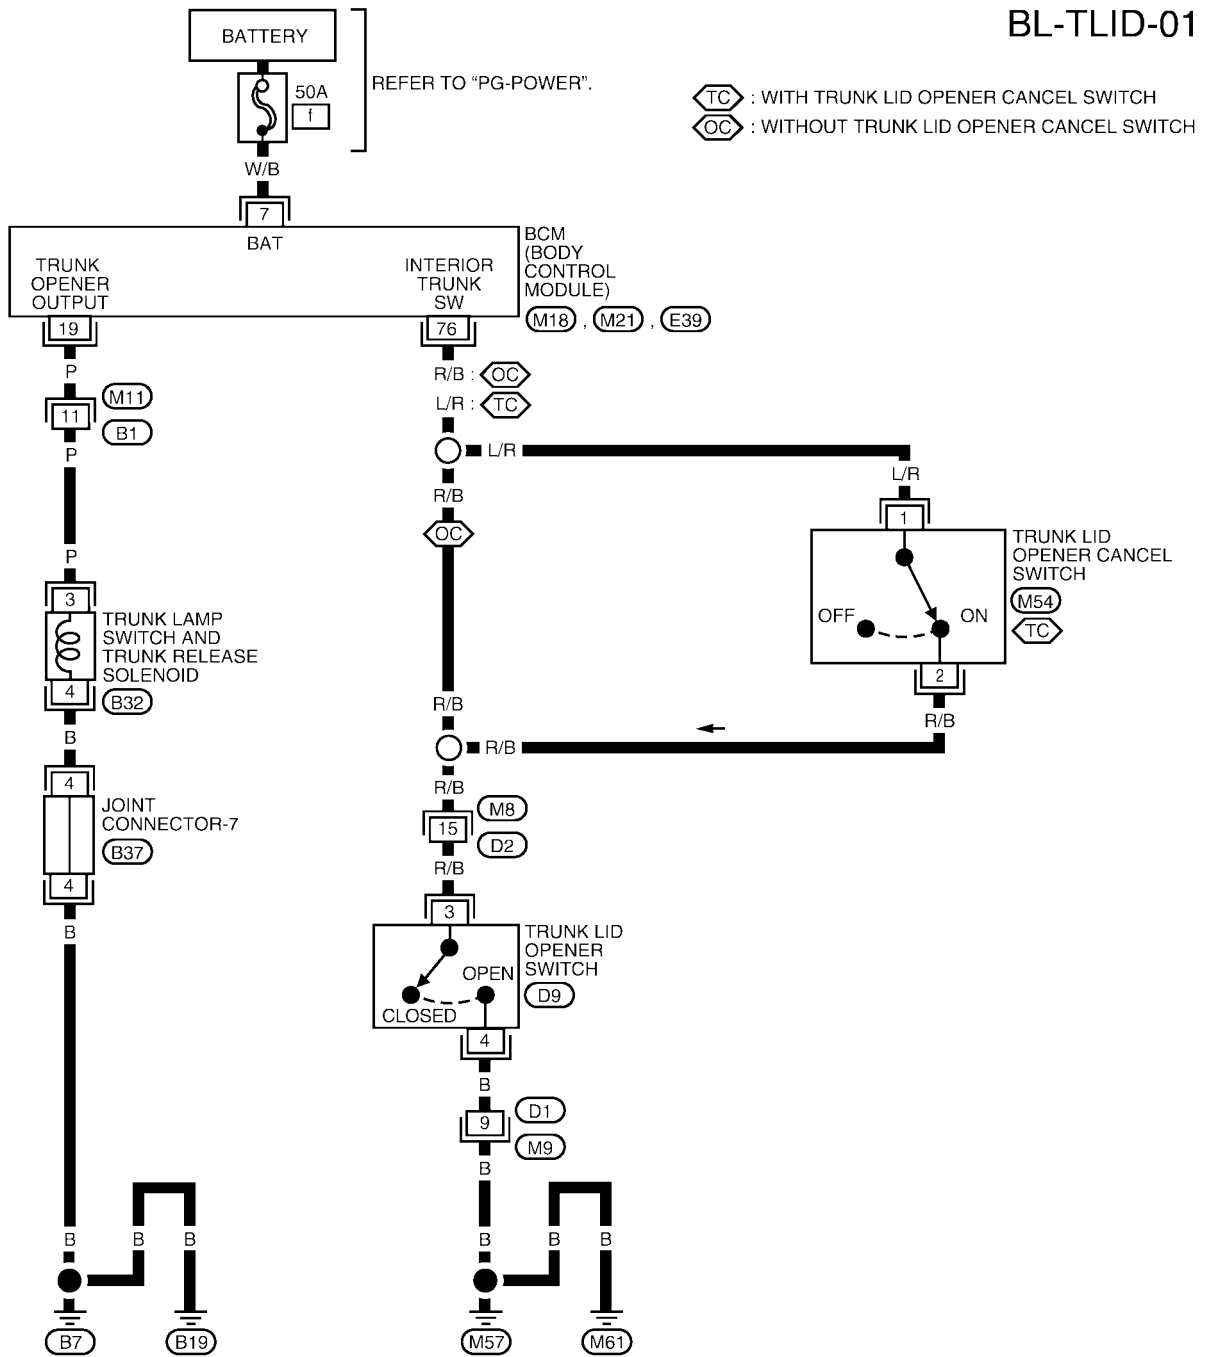 BL-TLID-01
BATTERY
REFER TO “PG-POWER”.
50A
f
TC : WITH TRUNK LID OPENER CANCEL SWITCH
OC : WITHOUT TRUNK LID OPENER CANCEL SWITCH
W/B
7
BAT
TRUNK
OPENER
OUTPUT
INTERIOR
TRUNK
SW
BCM
(BODY
CONTROL
MODULE)
M18 , M21 , E39
19
76
P
R/B : OC
L/R : TC
M11
11
B1
P
L/R
L/R
R/B
OC
1
TRUNK LID
OPENER CANCEL
SWITCH
M54
TC
OFF
ON
2
R/B
P
3
TRUNK LAMP
SWITCH AND
TRUNK RELEASE
SOLENOID
4
B32
B
R/B
R/B
R/B
4
JOINT
CONNECTOR-7
B37
4
B
M8
15
D2
R/B
3
TRUNK LID
OPENER
SWITCH
D9
OPEN
CLOSED
4
B
D1
9
M9
B
B
B
B
B
B
B
B7
B19
M57
M61